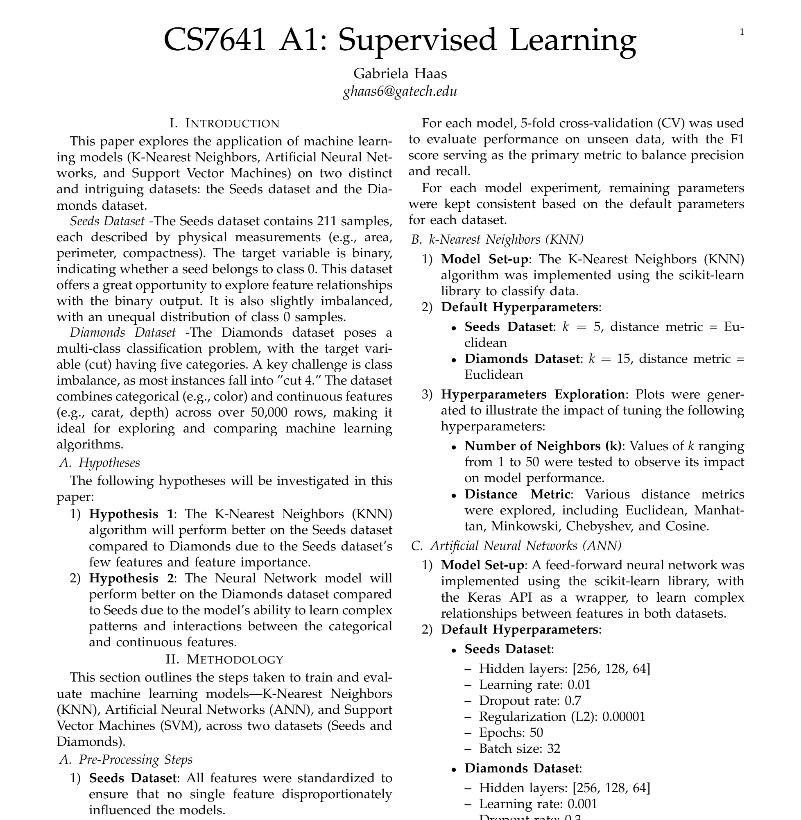 CS7641 A1: Supervised Learning
1
Gabriela Haas
ghaas6@gatech.edu
I. Introduction
This paper explores the application of machine learn-
ing models (K-Nearest Neighbors, Artificial Neural Net-
works, and Support Vector Machines) on two distinct
and intriguing datasets: the Seeds dataset and the Dia-
monds dataset.
Seeds Dataset -The Seeds dataset contains 211 samples,
each described by physical measurements (e.g., area,
perimeter, compactness). The target variable is binary,
indicating whether a seed belongs to class 0. This dataset
offers a great opportunity to explore feature relationships
with the binary output. It is also slightly imbalanced,
with an unequal distribution of class 0 samples.
Diamonds Dataset -The Diamonds dataset poses a
multi-class classification problem, with the target vari-
able (cut) having five categories. A key challenge is class
imbalance, as most instances fall into ”cut 4.” The dataset
combines categorical (e.g., color) and continuous features
(e.g., carat, depth) across over 50,000 rows, making it
ideal for exploring and comparing machine learning
algorithms.
A. Hypotheses
The following hypotheses will be investigated in this
paper:
1) Hypothesis 1: The K-Nearest Neighbors (KNN)
algorithm will perform better on the Seeds dataset
compared to Diamonds due to the Seeds dataset’s
few features and feature importance.
2) Hypothesis 2: The Neural Network model will
perform better on the Diamonds dataset compared
to Seeds due to the model’s ability to learn complex
patterns and interactions between the categorical
and continuous features.
II. Methodology
This section outlines the steps taken to train and eval-
uate machine learning models—K-Nearest Neighbors
(KNN), Artificial Neural Networks (ANN), and Support
Vector Machines (SVM), across two datasets (Seeds and
Diamonds).
A. Pre-Processing Steps
1) Seeds Dataset: All features were standardized to
ensure that no single feature disproportionately
influenced the models.
For each model, 5-fold cross-validation (CV) was used
to evaluate performance on unseen data, with the F1
score serving as the primary metric to balance precision
and recall.
For each model experiment, remaining parameters
were kept consistent based on the default parameters
for each dataset.
B. k-Nearest Neighbors (KNN)
1) Model Set-up: The K-Nearest Neighbors (KNN)
algorithm was implemented using the scikit-learn
library to classify data.
2) Default Hyperparameters:
• Seeds Dataset: k = 5, distance metric = Eu-
clidean
• Diamonds Dataset: k = 15, distance metric =
Euclidean
3) Hyperparameters Exploration: Plots were gener-
ated to illustrate the impact of tuning the following
hyperparameters:
• Number of Neighbors (k): Values of k ranging
from 1 to 50 were tested to observe its impact
on model performance.
• Distance Metric: Various distance metrics
were explored, including Euclidean, Manhat-
tan, Minkowski, Chebyshev, and Cosine.
C. Artificial Neural Networks (ANN)
1) Model Set-up: A feed-forward neural network was
implemented using the scikit-learn library, with
the Keras API as a wrapper, to learn complex
relationships between features in both datasets.
2) Default Hyperparameters:
• Seeds Dataset:
– Hidden layers: [256, 128, 64]
– Learning rate: 0.01
– Dropout rate: 0.7
– Regularization (L2): 0.00001
– Epochs: 50
– Batch size: 32
• Diamonds Dataset:
– Hidden layers: [256, 128, 64]
– Learning rate: 0.001
– Dropout rate: 0.3